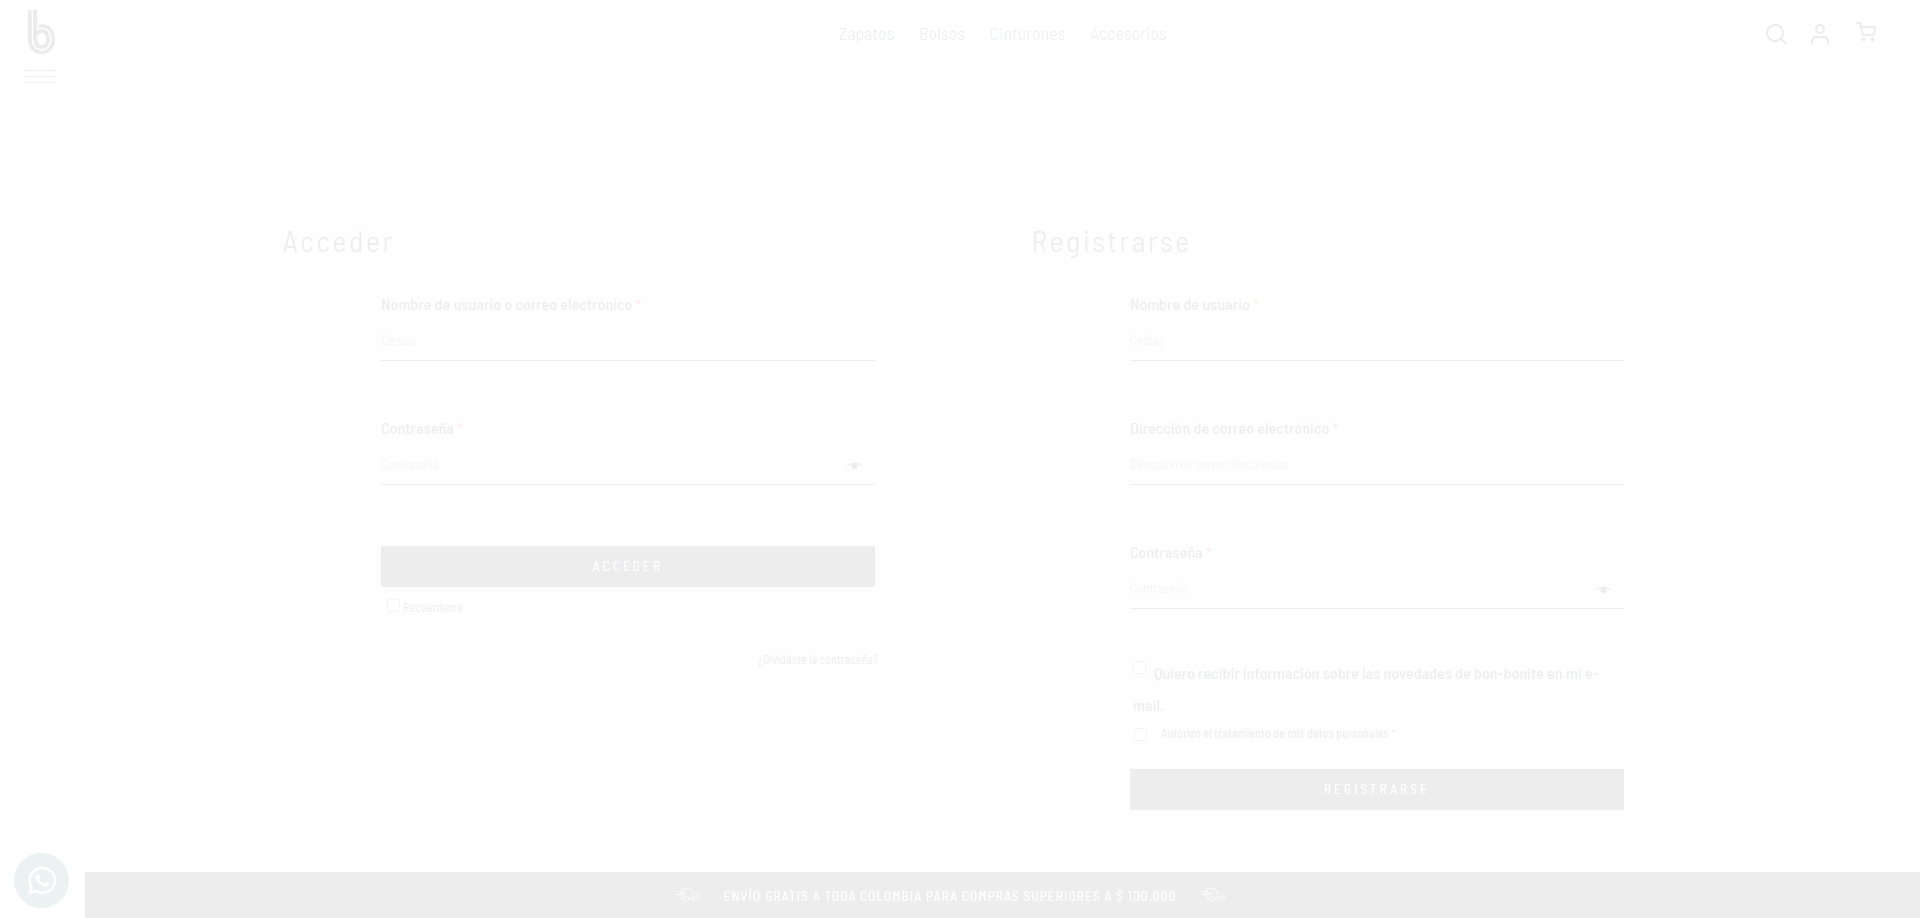 b
Zapatos Bolsos Cinturones Accesorios
Acceder
Nombre de usuario o correo electrónico *
Cédula
Contraseña *
Contraseña
ACCEDER
Recuérdame
¿Olvidaste la contraseña?
Registrarse
Nombre de usuario *
Cédula
Dirección de correo electrónico *
Dirección de correo electrónico
Contraseña *
Contraseña
Quiero recibir información sobre las novedades de bon-bonite en mi e-
mail.
Autorizo el tratamiento de mis datos personales *
REGISTRARSE
ENVÍO GRATIS A TODA COLOMBIA PARA COMPRAS SUPERIORES A $ 100.000